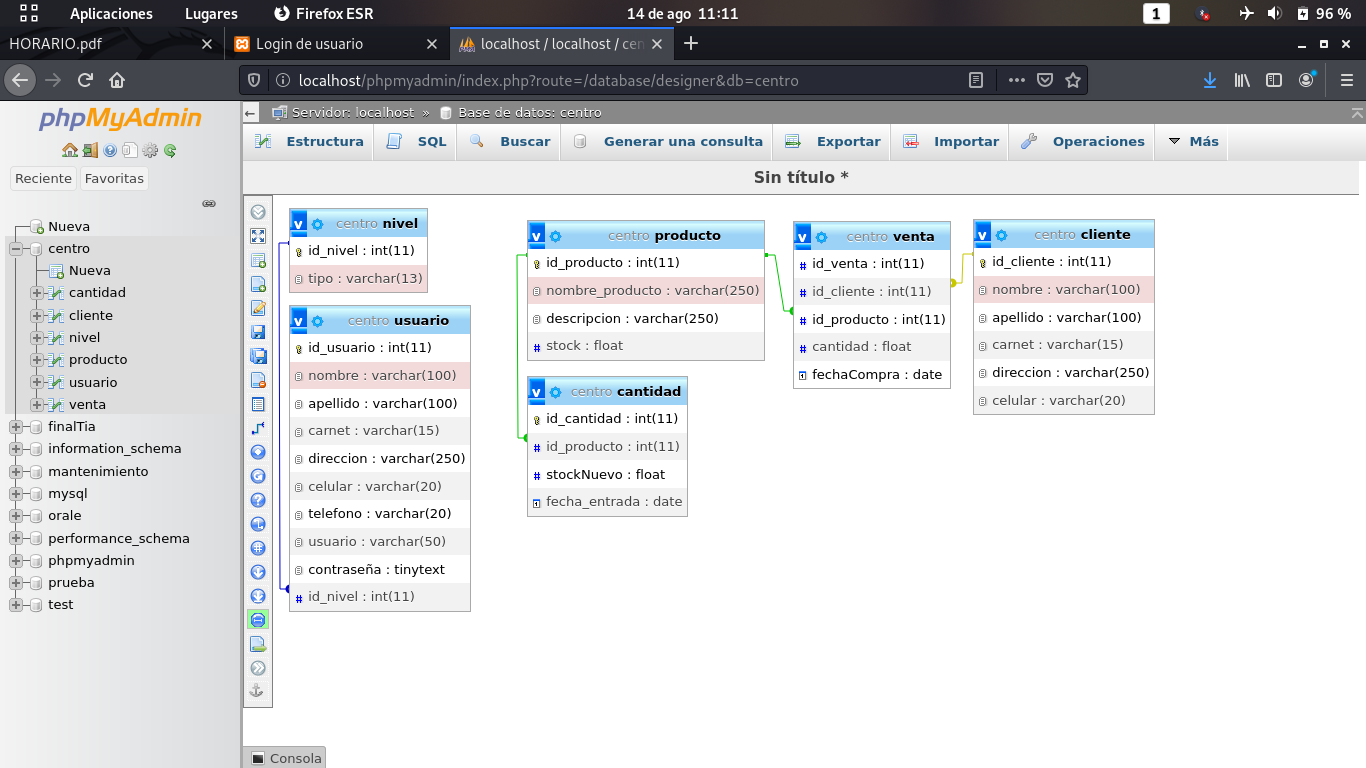 Aplicaciones Lugares Firefox ESR 14 de ago 11:11 1 96 %
HORARIO.pdf Login de usuario localhost / localhost / cen
localhost/phpmyadmin/index.php?route=/database/designer&db=centro
phpMyAdmin
Reciente Favoritas
Nueva
centro
Nueva
cantidad
cliente
nivel
producto
usuario
venta
finalTia
information_schema
mantenimiento
mysql
orale
performance_schema
phpmyadmin
prueba
test
Servidor: localhost » Base de datos: centro
Estructura SQL Buscar Generar una consulta Exportar Importar Operaciones Más
Sin título *
v centro nivel
id_nivel : int(11)
tipo : varchar(13)
v centro usuario
id_usuario : int(11)
nombre : varchar(100)
apellido : varchar(100)
carnet : varchar(15)
direccion : varchar(250)
celular : varchar(20)
telefono : varchar(20)
usuario : varchar(50)
contraseña : tinytext
# id_nivel : int(11)
v centro producto
id_producto : int(11)
nombre_producto : varchar(250)
descripcion : varchar(250)
# stock : float
v centro cantidad
id_cantidad : int(11)
# id_producto : int(11)
# stockNuevo : float
fecha_entrada : date
v centro venta
# id_venta : int(11)
# id_cliente : int(11)
# id_producto : int(11)
# cantidad : float
fechaCompra : date
v centro cliente
id_cliente : int(11)
nombre : varchar(100)
apellido : varchar(100)
carnet : varchar(15)
direccion : varchar(250)
celular : varchar(20)
Consola